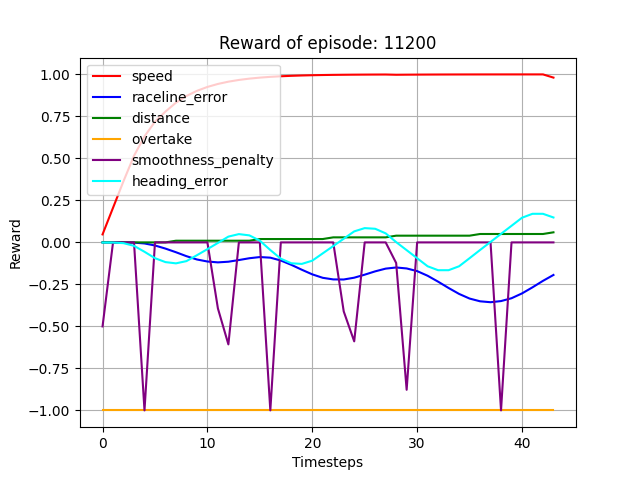 Reward of episode: 11200
1.00
0.75
0.50
0.25
0.00
−0.25
−0.50
−0.75
−1.00
Reward
speed
raceline_error
distance
overtake
smoothness_penalty
heading_error
0 10 20 30 40
Timesteps